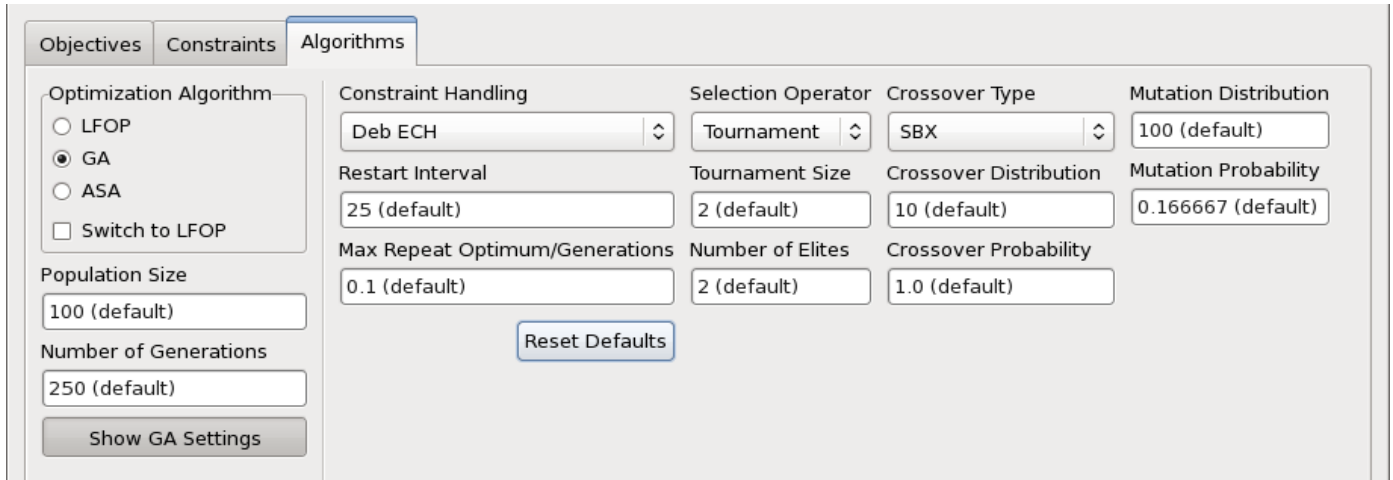 Objectives
Constraints
Algorithms
Optimization Algorithm
LFOP
GA
ASA
Switch to LFOP
Population Size
100 (default)
Number of Generations
250 (default)
Show GA Settings
Constraint Handling
Deb ECH
Restart Interval
25 (default)
Max Repeat Optimum/Generations
0.1 (default)
Reset Defaults
Selection Operator
Tournament
Tournament Size
2 (default)
Number of Elites
2 (default)
Crossover Type
SBX
Crossover Distribution
10 (default)
Crossover Probability
1.0 (default)
Mutation Distribution
100 (default)
Mutation Probability
0.166667 (default)